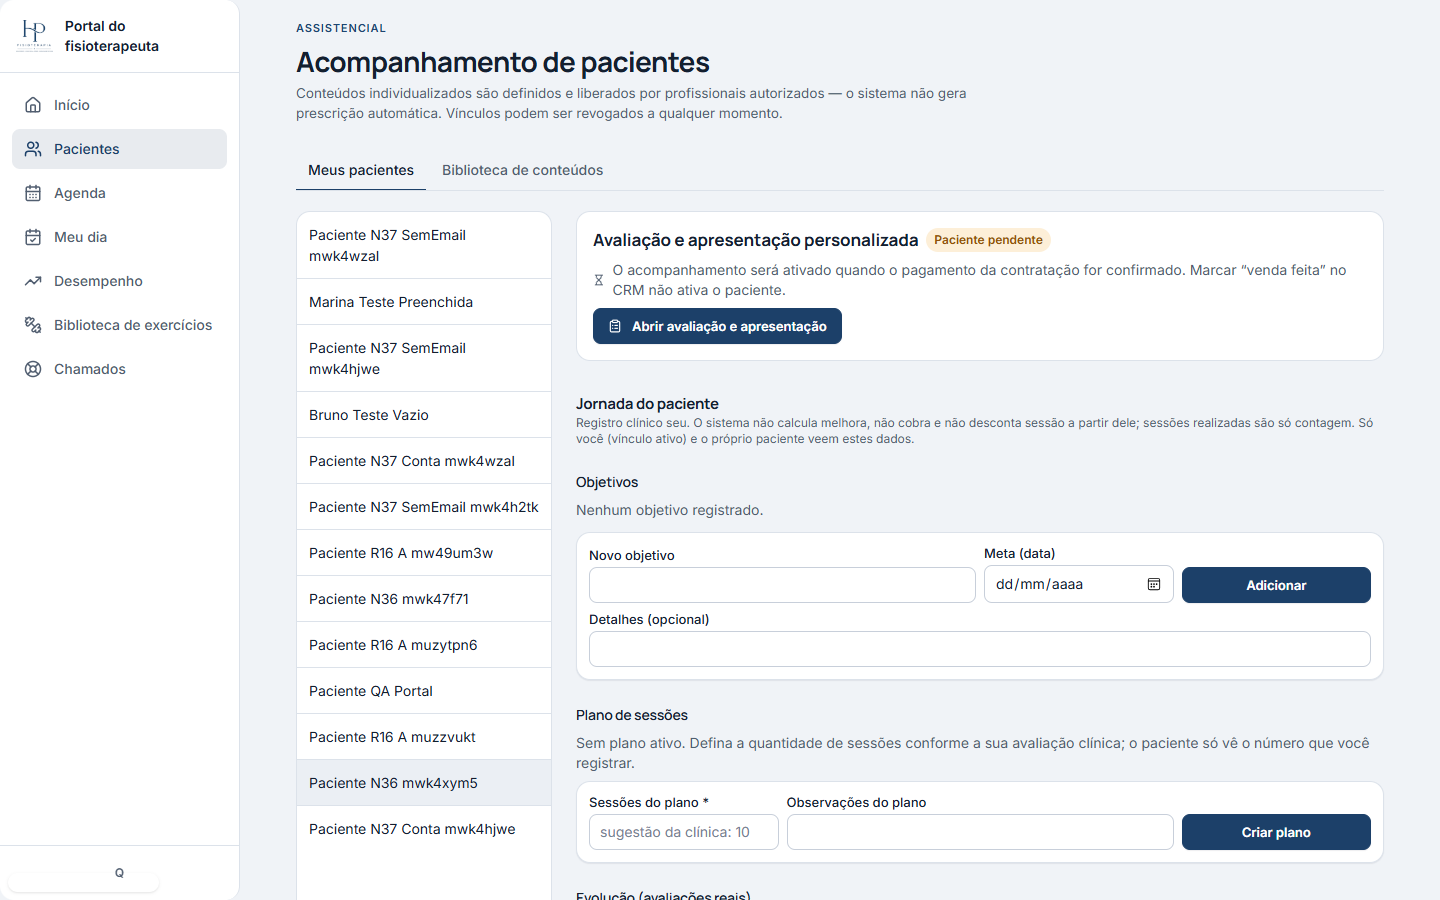 hp
FISIOTERAPIA
Portal do
fisioterapeuta
Início
Pacientes
Agenda
Meu dia
Desempenho
Biblioteca de exercícios
Chamados
Q
ASSISTENCIAL
Acompanhamento de pacientes
Conteúdos individualizados são definidos e liberados por profissionais autorizados — o sistema não gera
prescrição automática. Vínculos podem ser revogados a qualquer momento.
Meus pacientes
Biblioteca de conteúdos
Paciente N37 SemEmail
mwk4wzal
Marina Teste Preenchida
Paciente N37 SemEmail
mwk4hjwe
Bruno Teste Vazio
Paciente N37 Conta mwk4wzal
Paciente N37 SemEmail mwk4h2tk
Paciente R16 A mw49um3w
Paciente N36 mwk47f71
Paciente R16 A muzytpn6
Paciente QA Portal
Paciente R16 A muzzvukt
Paciente N36 mwk4xym5
Paciente N37 Conta mwk4hjwe
Avaliação e apresentação personalizada Paciente pendente
O acompanhamento será ativado quando o pagamento da contratação for confirmado. Marcar “venda feita” no
CRM não ativa o paciente.
Abrir avaliação e apresentação
Jornada do paciente
Registro clínico seu. O sistema não calcula melhora, não cobra e não desconta sessão a partir dele; sessões realizadas são só contagem. Só
você (vínculo ativo) e o próprio paciente veem estes dados.
Objetivos
Nenhum objetivo registrado.
Novo objetivo
Meta (data)
dd/mm/aaaa
Adicionar
Detalhes (opcional)
Plano de sessões
Sem plano ativo. Defina a quantidade de sessões conforme a sua avaliação clínica; o paciente só vê o número que você
registrar.
Sessões do plano *
Observações do plano
sugestão da clínica: 10
Criar plano
Evolução (avaliações reais)